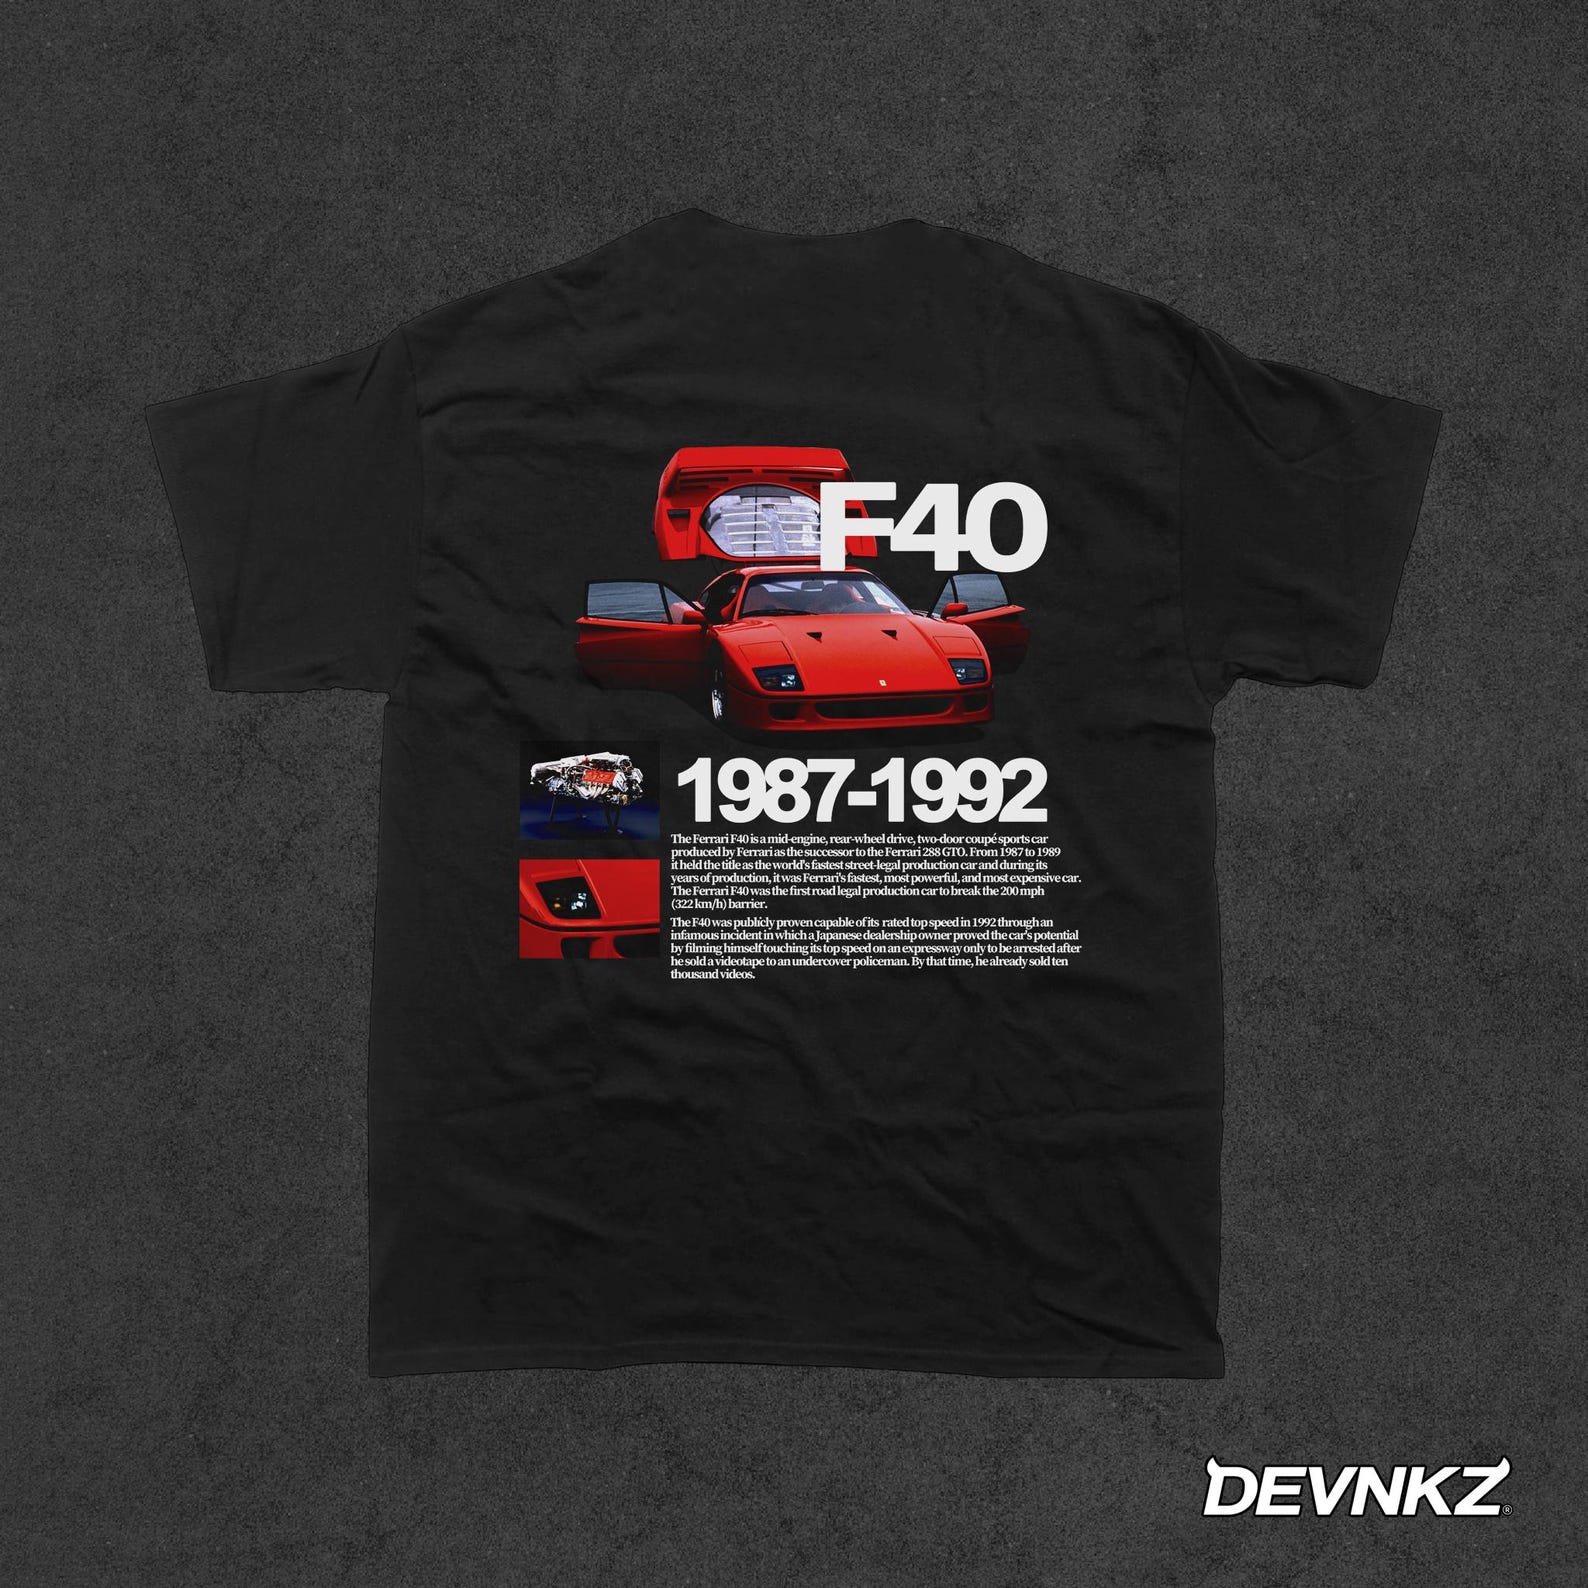 F40
1987-1992
The Ferrari F40 is a mid-engine, rear-wheel drive, two-door coupé sports car
produced by Ferrari as the successor to the Ferrari 288 GTO. From 1987 to 1989
it held the title as the world's fastest street-legal production car and during its
years of production, it was Ferrari's fastest, most powerful, and most expensive car.
The Ferrari F40 was the first road legal production car to break the 200 mph
(322 km/h) barrier.
The F40 was publicly proven capable of its rated top speed in 1992 through an
infamous incident in which a Japanese dealership owner proved the car's potential
by filming himself touching its top speed on an expressway only to be arrested after
he sold a videotape to an undercover policeman. By that time, he already sold ten
thousand videos.
DEVNKZ®